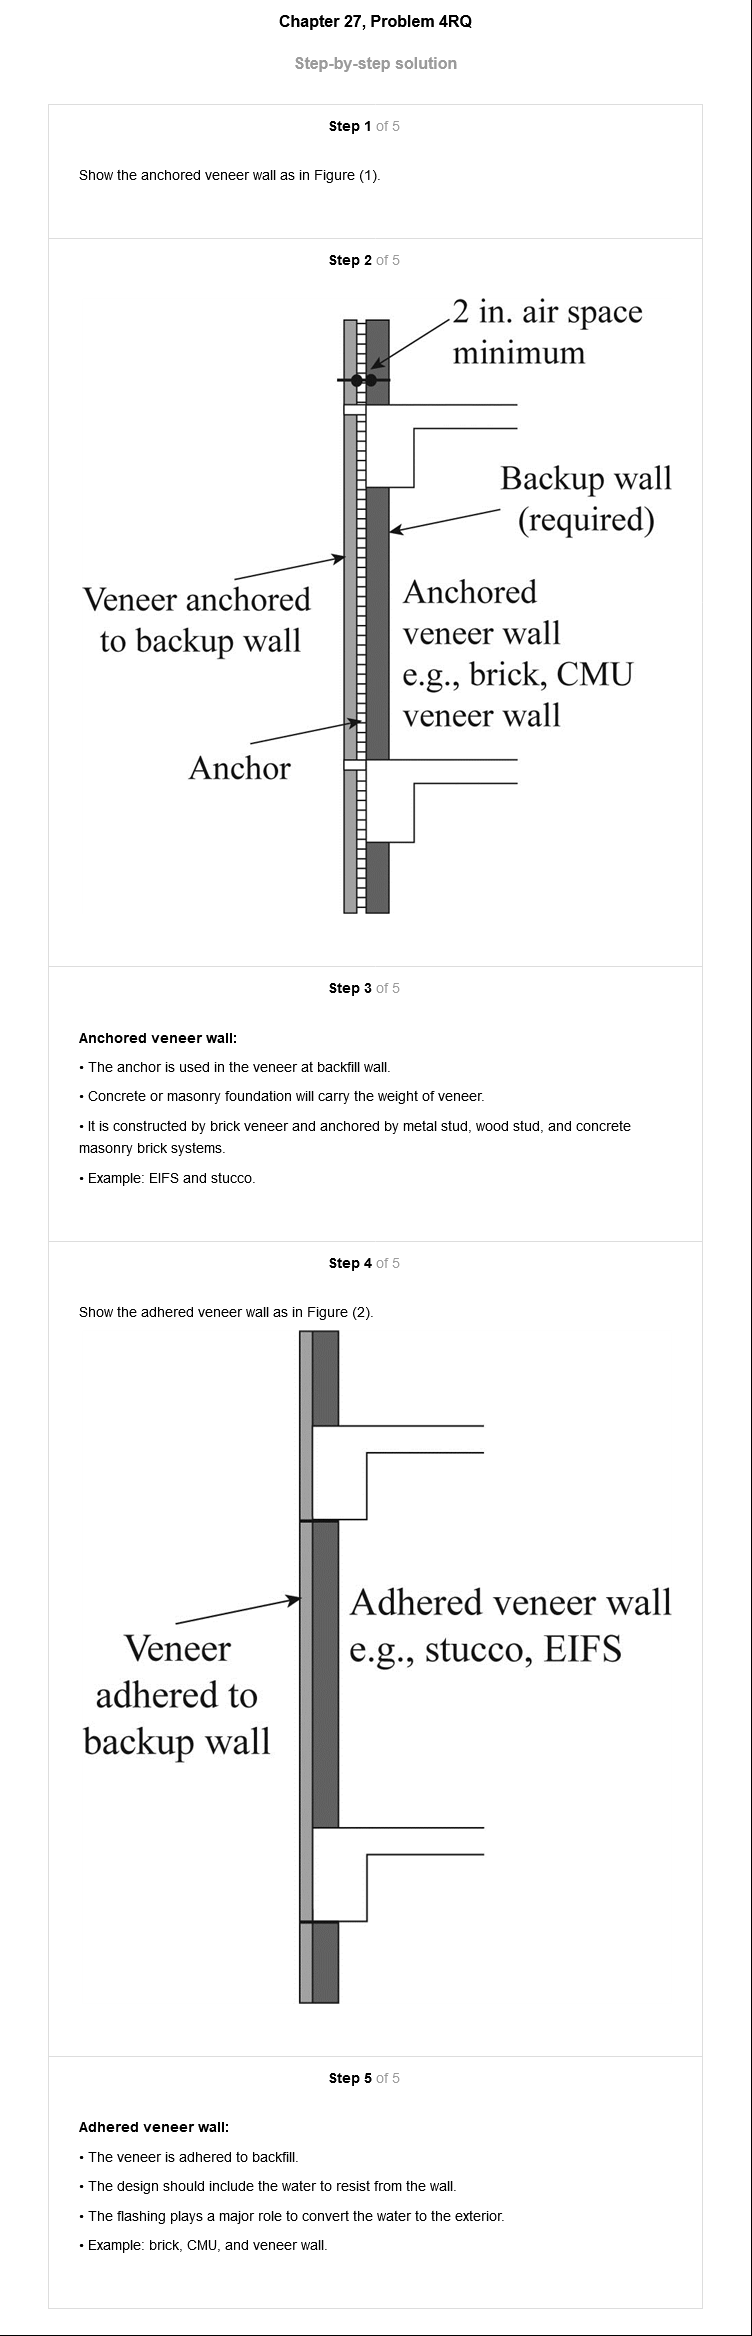 Chapter 27, Problem 4RQ
Step-by-step solution
Step 1 of 5
Show the anchored veneer wall as in Figure (1).
Step 2 of 5
2 in. air space
minimum
Backup wall
(required)
Veneer anchored
to backup wall
Anchored
veneer wall
e.g., brick, CMU
veneer wall
Anchor
Step 3 of 5
Anchored veneer wall:
• The anchor is used in the veneer at backfill wall.
• Concrete or masonry foundation will carry the weight of veneer.
• It is constructed by brick veneer and anchored by metal stud, wood stud, and concrete
masonry brick systems.
• Example: EIFS and stucco.
Step 4 of 5
Show the adhered veneer wall as in Figure (2).
Adhered veneer wall
e.g., stucco, EIFS
Veneer
adhered to
backup wall
Step 5 of 5
Adhered veneer wall:
• The veneer is adhered to backfill.
• The design should include the water to resist from the wall.
• The flashing plays a major role to convert the water to the exterior.
• Example: brick, CMU, and veneer wall.